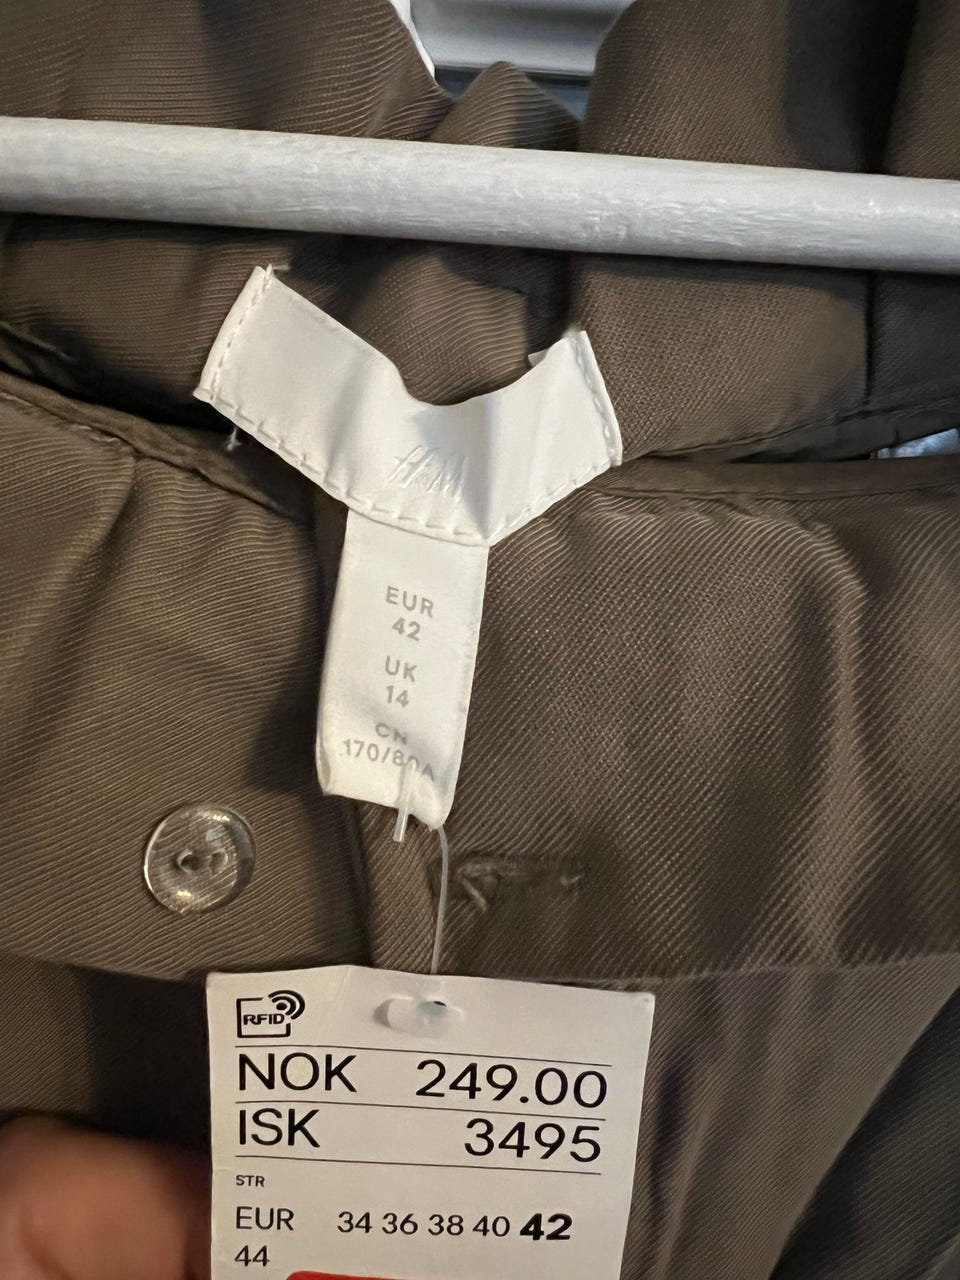 H&M
EUR
42
UK
14
CN
170/80A
RFID
NOK 249.00
ISK 3495
STR
EUR 34 36 38 40 42
44